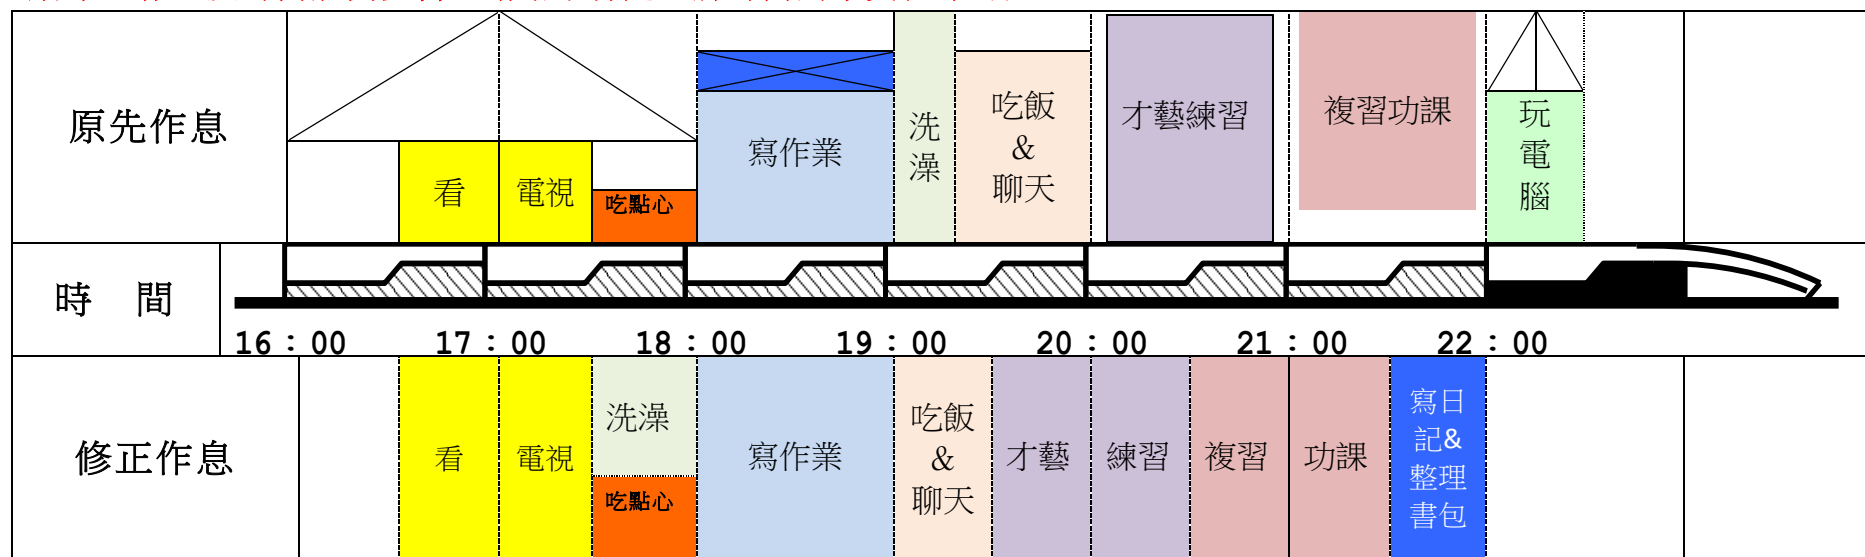 原先作息
看
電視
吃點心
寫作業
洗
澡
吃飯
&
聊天
才藝練習
複習功課
玩
電
腦
時 間
16：00 17：00 18：00 19：00 20：00 21：00 22：00
修正作息
看
電視
洗澡
吃點心
寫作業
吃飯
&
聊天
才藝
練習
複習
功課
寫日
記&
整理
書包